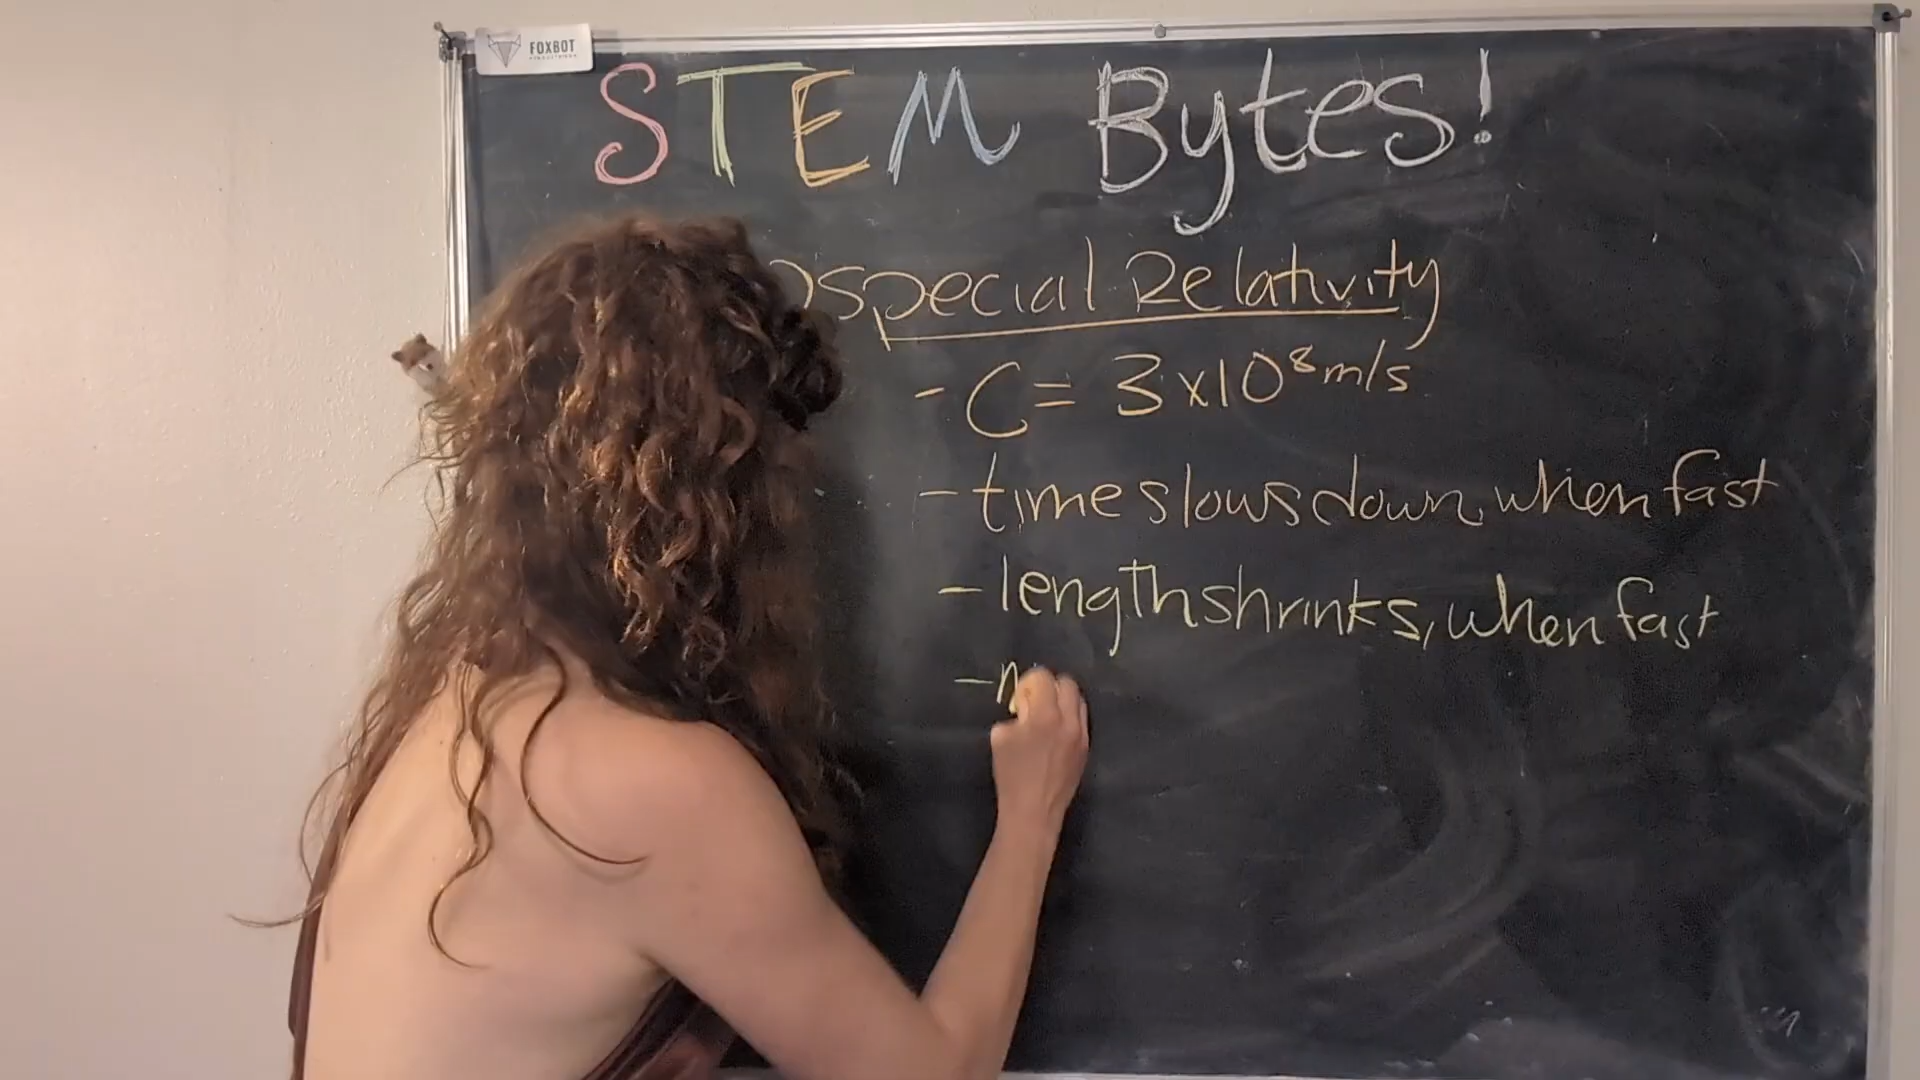 FOXBOT
STEM Bytes!
special Relativity
- C = 3x10⁸ m/s
- time slows down, when fast
- length shrinks, when fast
-